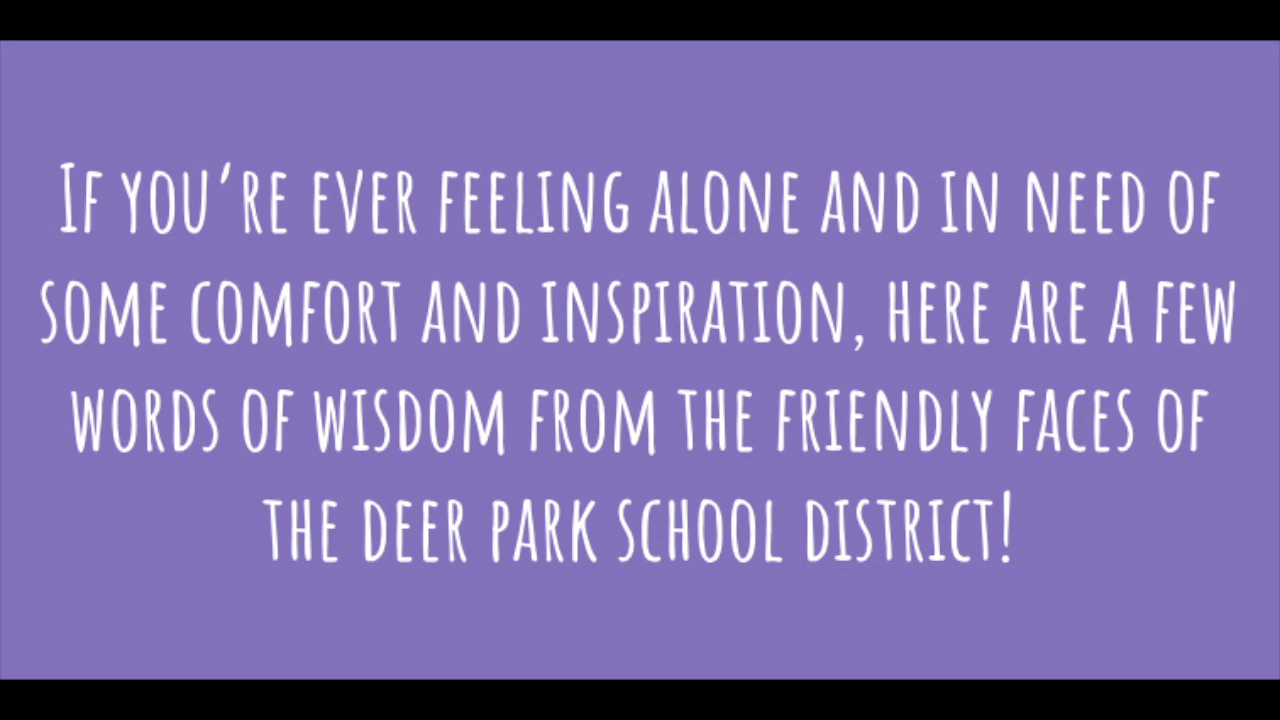 If you're ever feeling alone and in need of
some comfort and inspiration, here are a few
words of wisdom from the friendly faces of
the Deer Park School District!